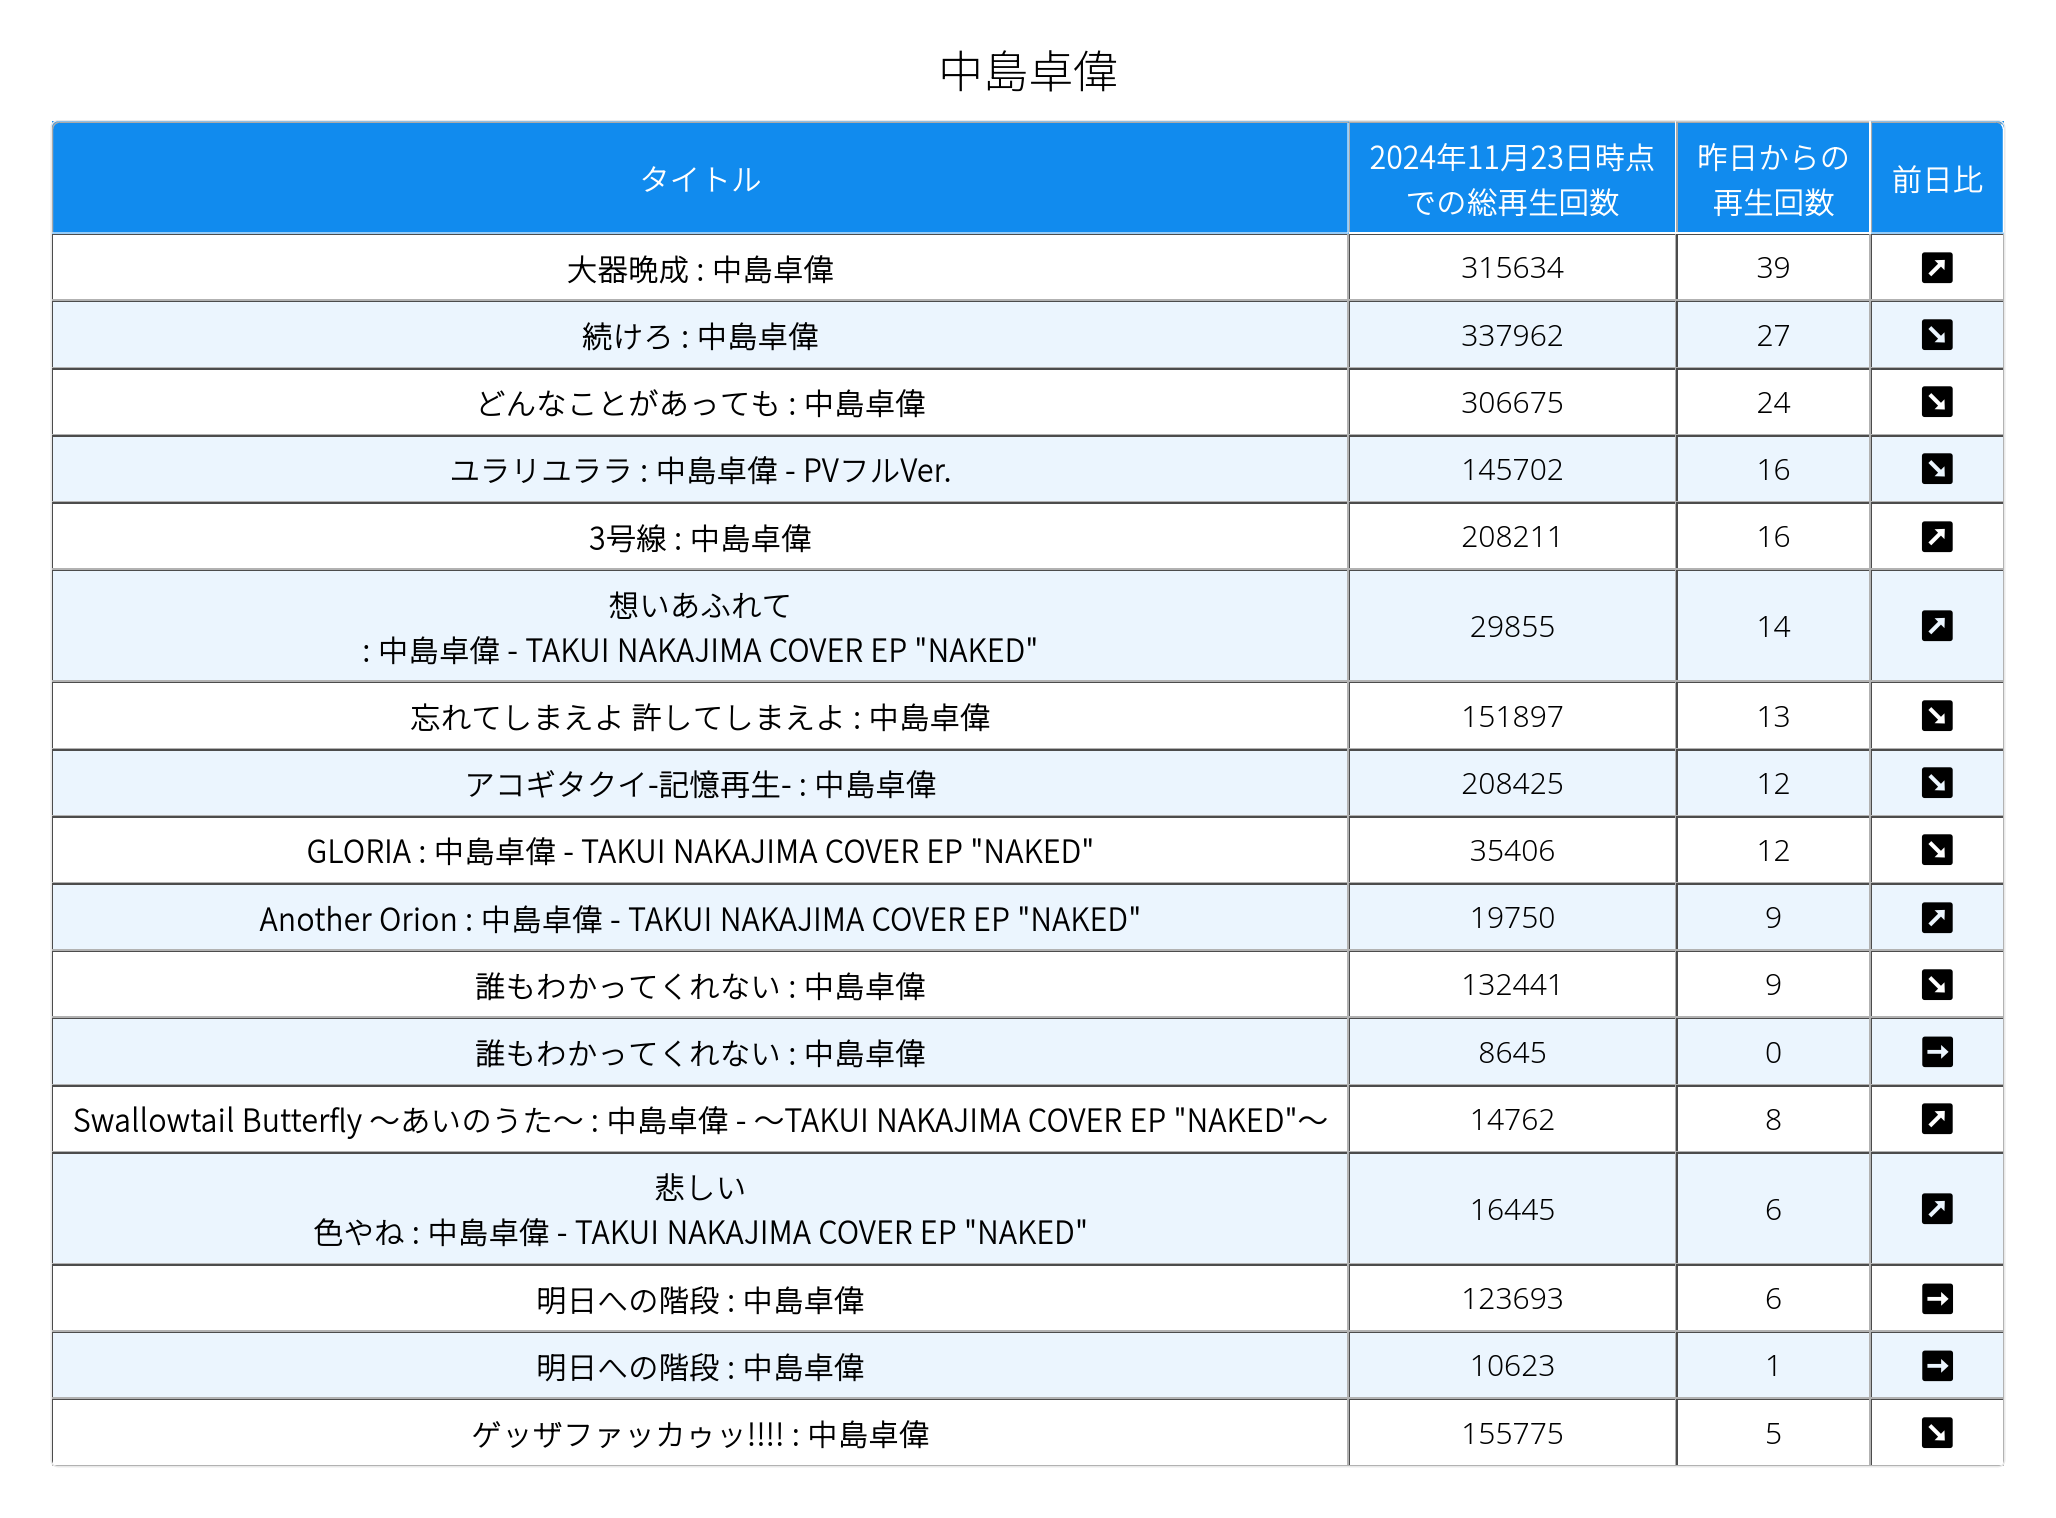 中島卓偉
タイトル
2024年11月23日時点
での総再生回数
昨日からの
再生回数
前日比
大器晩成 : 中島卓偉 315634 39 ↗
続けろ : 中島卓偉 337962 27 ↘
どんなことがあっても : 中島卓偉 306675 24 ↘
ユラリユララ : 中島卓偉 - PVフルVer. 145702 16 ↘
3号線 : 中島卓偉 208211 16 ↗
想いあふれて
: 中島卓偉 - TAKUI NAKAJIMA COVER EP "NAKED" 29855 14 ↗
忘れてしまえよ 許してしまえよ : 中島卓偉 151897 13 ↘
アコギタクイ-記憶再生- : 中島卓偉 208425 12 ↘
GLORIA : 中島卓偉 - TAKUI NAKAJIMA COVER EP "NAKED" 35406 12 ↘
Another Orion : 中島卓偉 - TAKUI NAKAJIMA COVER EP "NAKED" 19750 9 ↗
誰もわかってくれない : 中島卓偉 132441 9 ↘
誰もわかってくれない : 中島卓偉 8645 0 →
Swallowtail Butterfly 〜あいのうた〜 : 中島卓偉 - 〜TAKUI NAKAJIMA COVER EP "NAKED"〜 14762 8 ↗
悲しい
色やね : 中島卓偉 - TAKUI NAKAJIMA COVER EP "NAKED" 16445 6 ↗
明日への階段 : 中島卓偉 123693 6 →
明日への階段 : 中島卓偉 10623 1 →
ゲッザファッカゥッ!!!! : 中島卓偉 155775 5 ↘